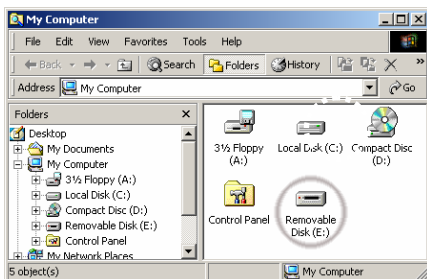 My Computer
File Edit View Favorites Tools Help
Back Search Folders History
Address My Computer Go
Folders
Desktop
My Documents
My Computer
3½ Floppy (A:)
Local Disk (C:)
Compact Disc (D:)
Removable Disk (E:)
Control Panel
My Network Places
3½ Floppy (A:)
Local Disk (C:)
Compact Disc (D:)
Control Panel
Removable Disk (E:)
5 object(s) My Computer